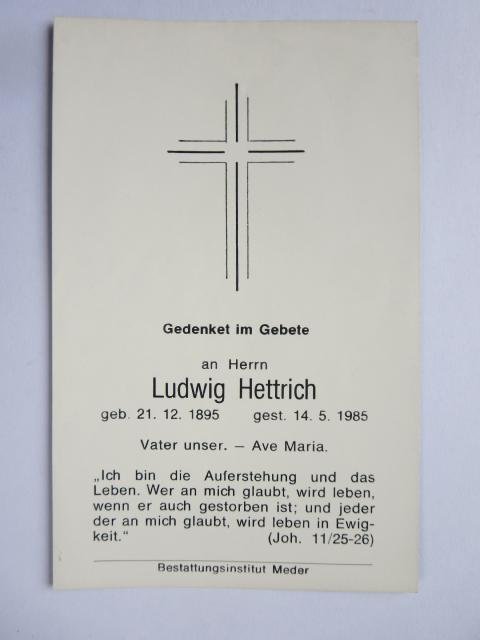 Gedenket im Gebete
an Herrn
Ludwig Hettrich
geb. 21. 12. 1895 gest. 14. 5. 1985
Vater unser. – Ave Maria.
„Ich bin die Auferstehung und das
Leben. Wer an mich glaubt, wird leben,
wenn er auch gestorben ist; und jeder
der an mich glaubt, wird leben in Ewig-
keit.“ (Joh. 11/25-26)
Bestattungsinstitut Meder